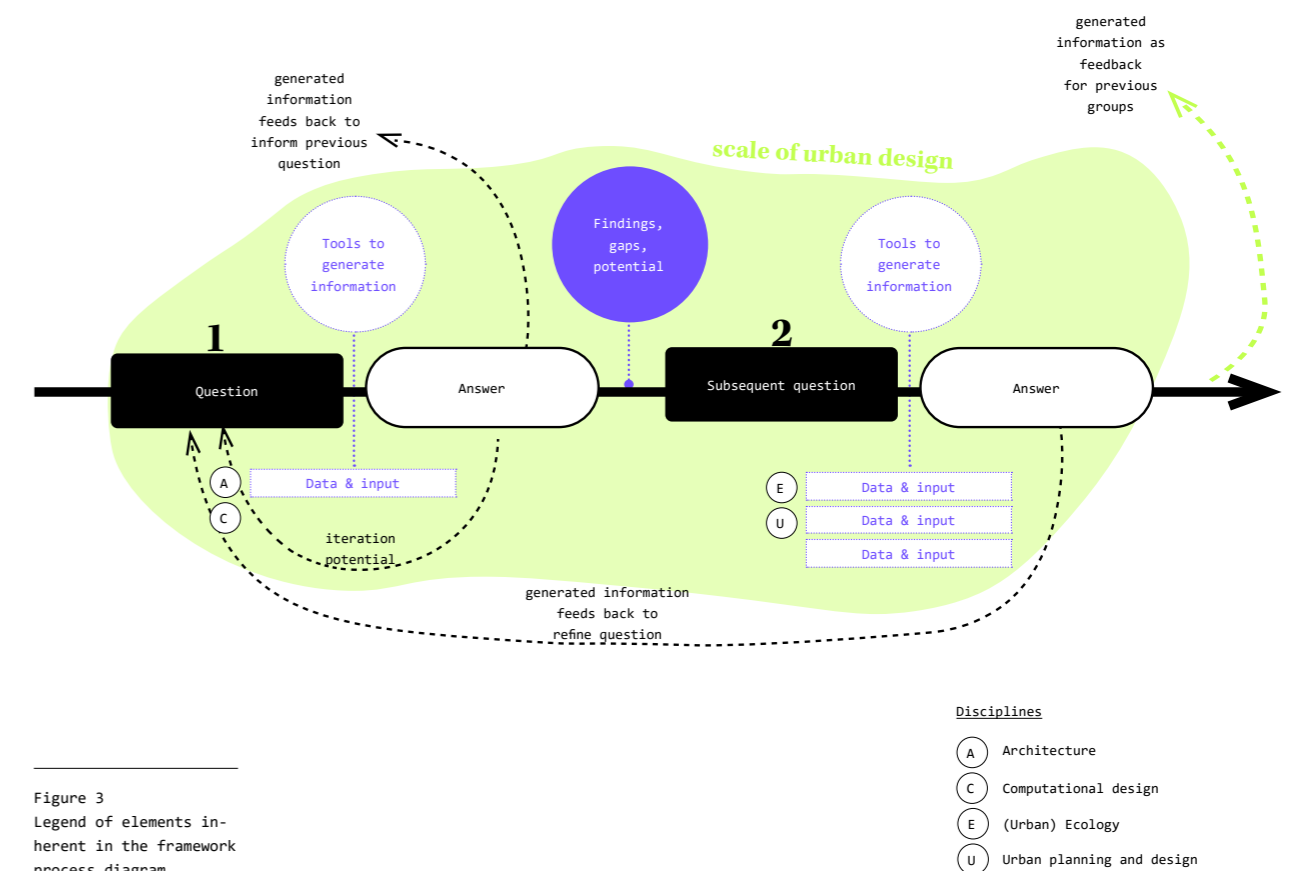 generated
information as
feedback
for previous
groups
generated
information
feeds back to
inform previous
question
scale of urban design
Tools to
generate
information
Findings,
gaps,
potential
Tools to
generate
information
1
2
Question
Answer
Subsequent question
Answer
A
Data & input
C
E
Data & input
U
Data & input
Data & input
iteration
potential
generated information
feeds back to
refine question
Disciplines
A Architecture
C Computational design
E (Urban) Ecology
U Urban planning and design
Figure 3
Legend of elements in-
herent in the framework
process diagram